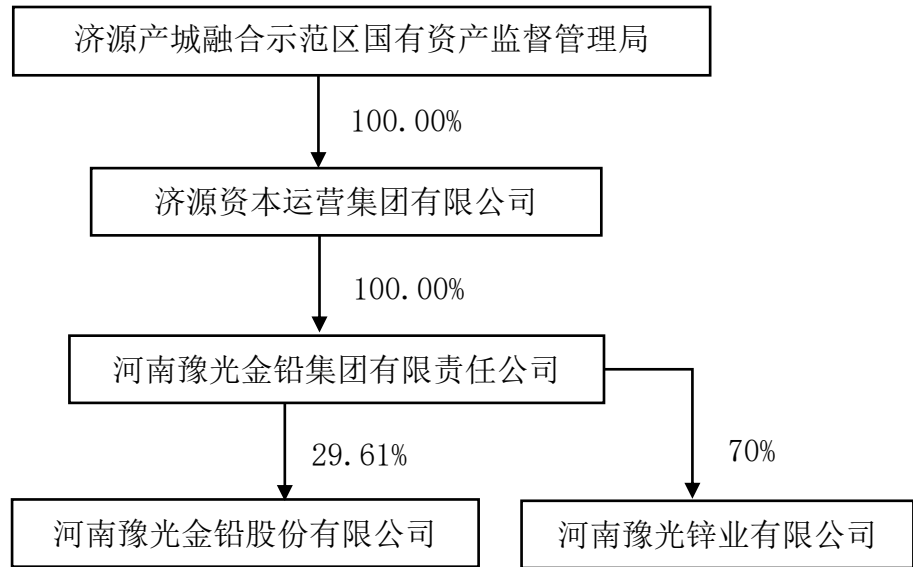 济源产城融合示范区国有资产监督管理局
100.00%
济源资本运营集团有限公司
100.00%
河南豫光金铅集团有限责任公司
29.61%
70%
河南豫光金铅股份有限公司
河南豫光锌业有限公司